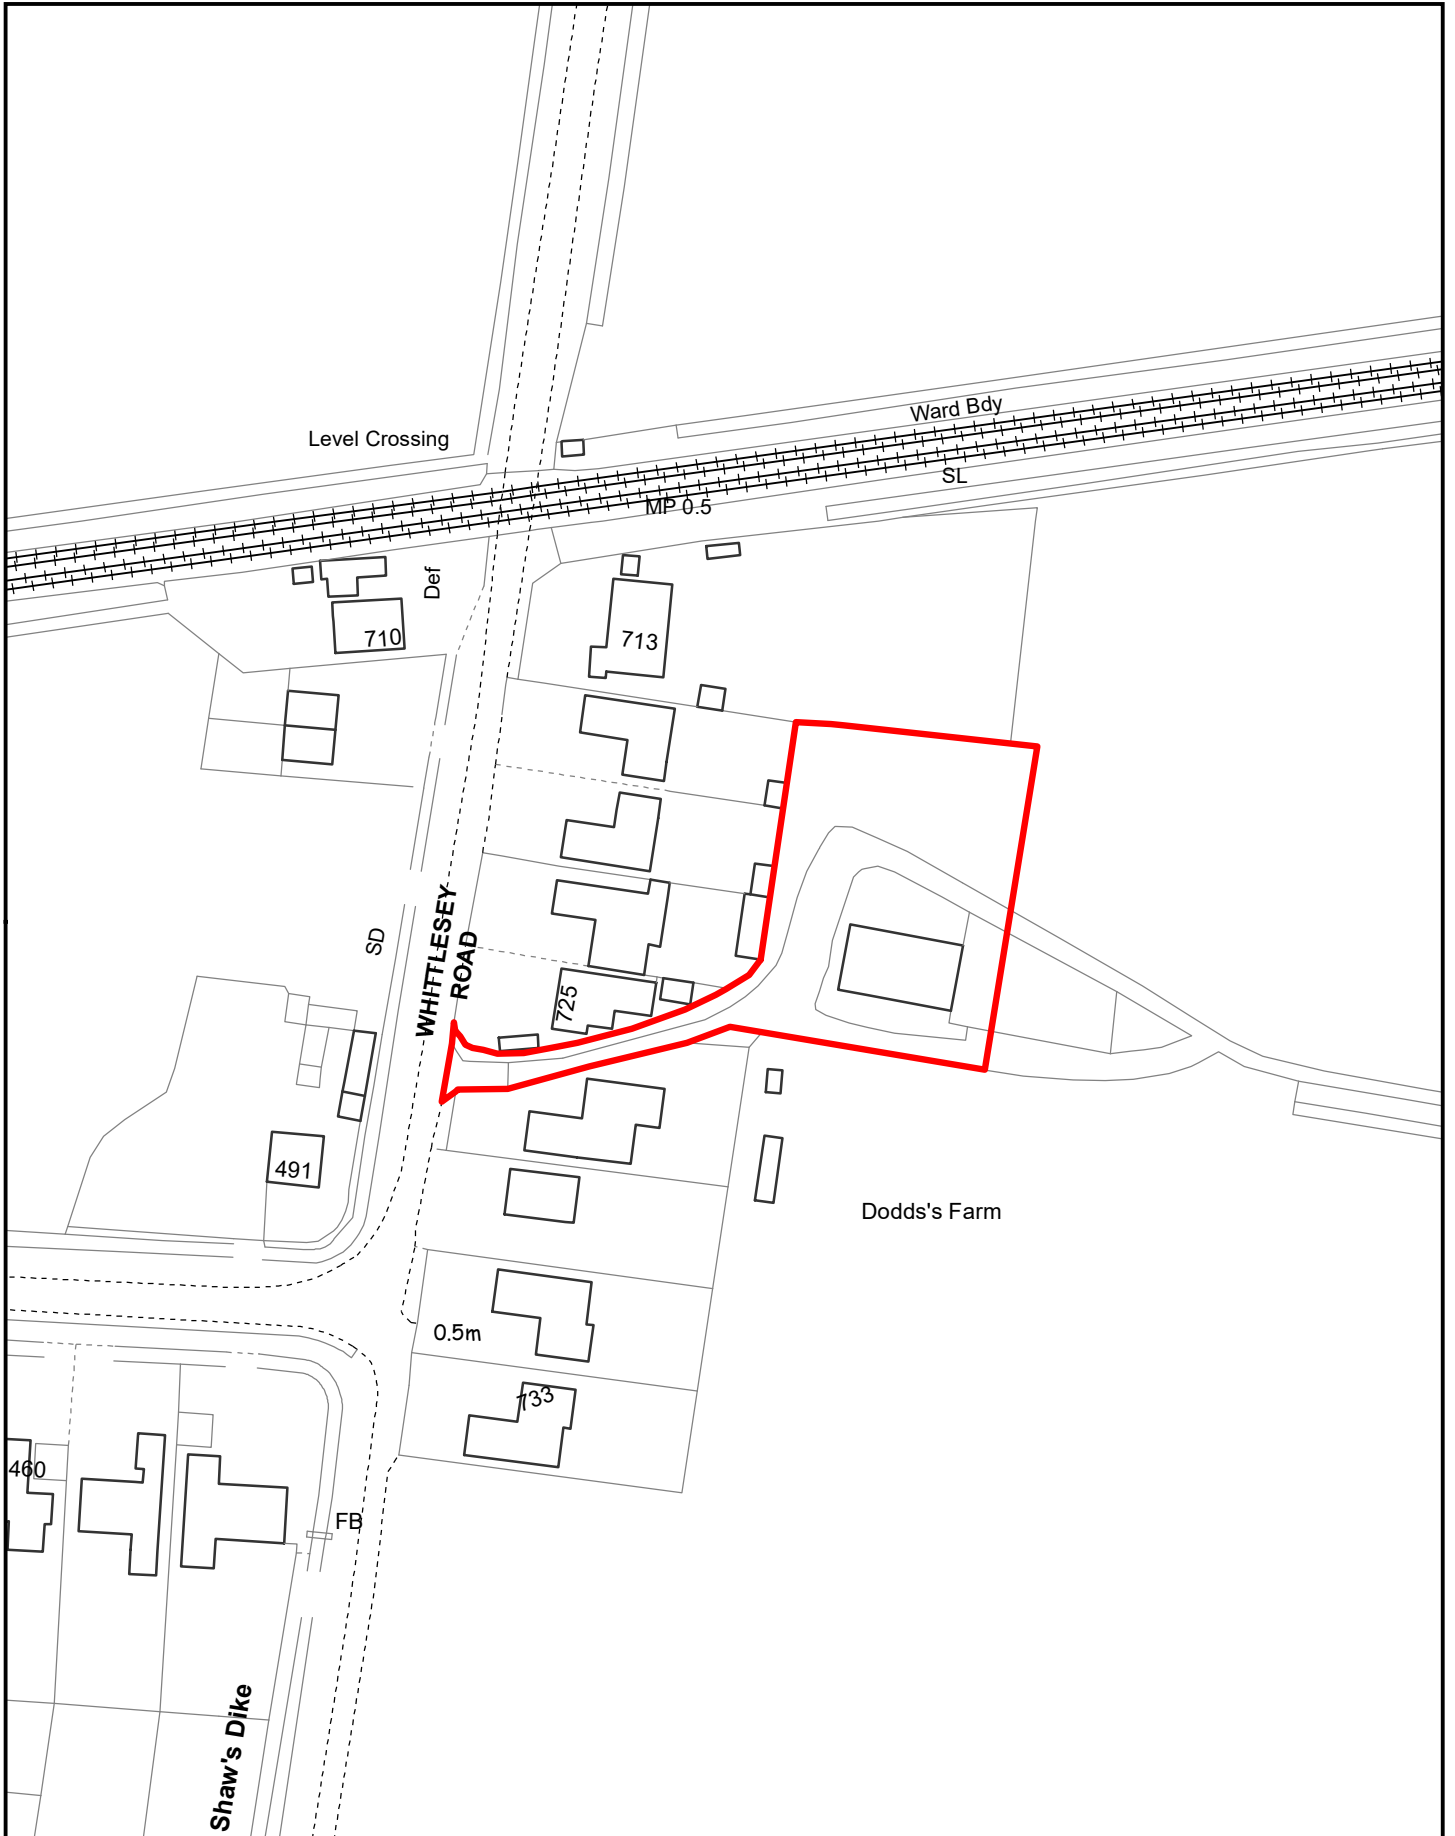 Ward Bdy
Level Crossing
SL
MP 0.5
Def
710
713
WHITTLESEY
ROAD
SD
725
491
Dodds's Farm
0.5m
733
460
FB
Shaw's Dike